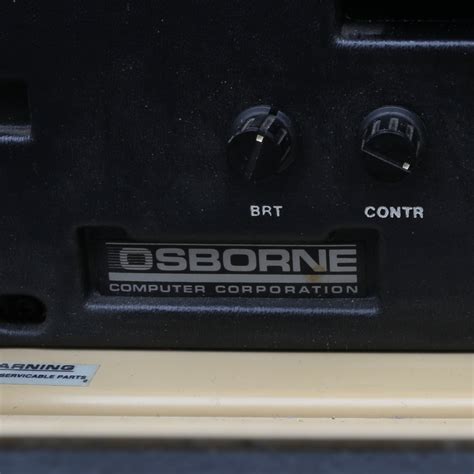 BRT CONTR
OSBORNE
COMPUTER CORPORATION
ARNING
SERVICABLE PARTS